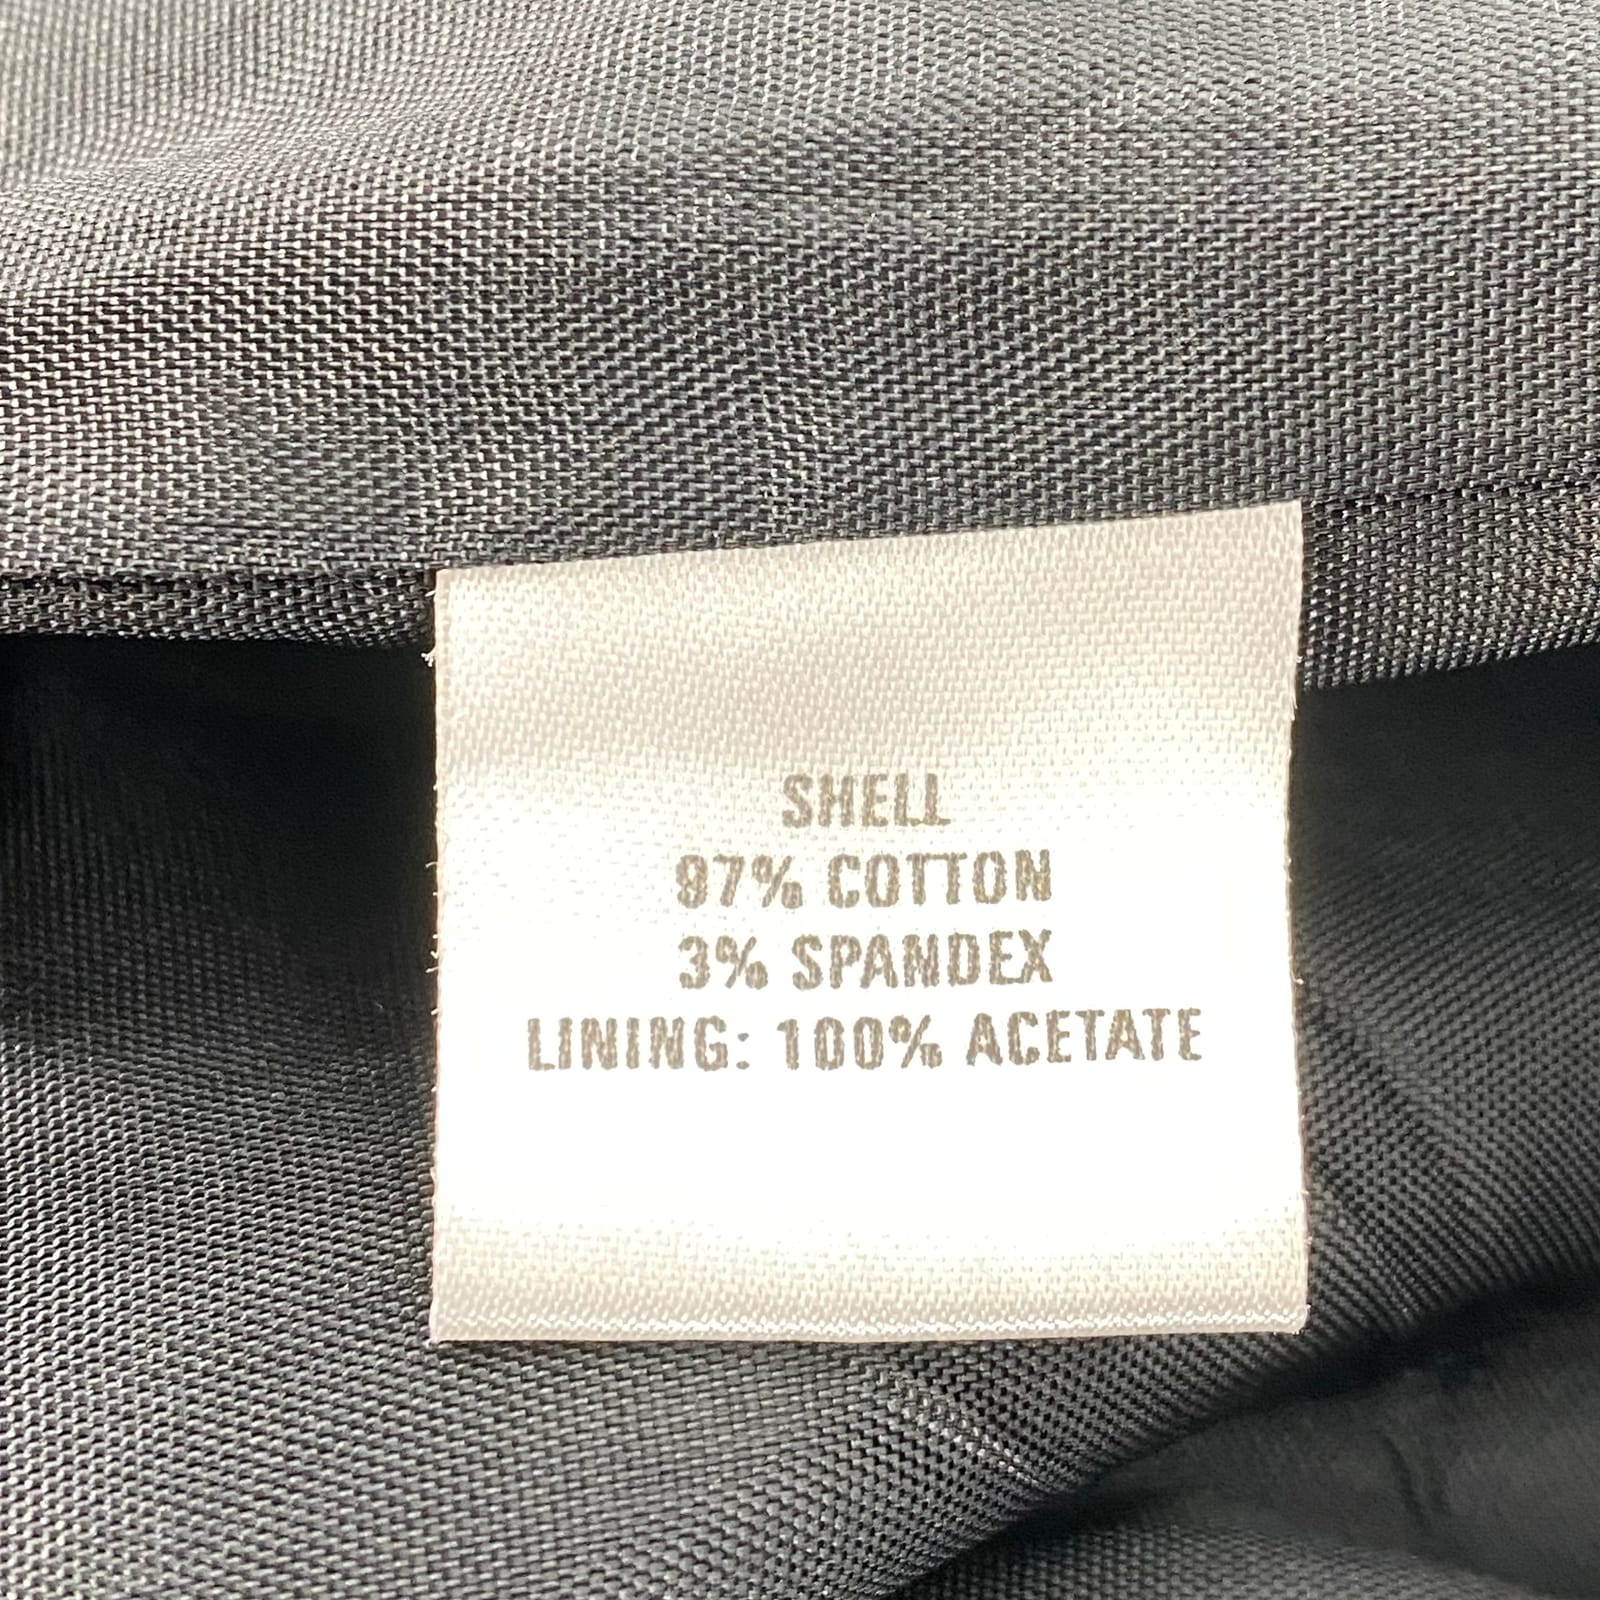 SHELL
97% COTTON
3% SPANDEX
LINING: 100% ACETATE